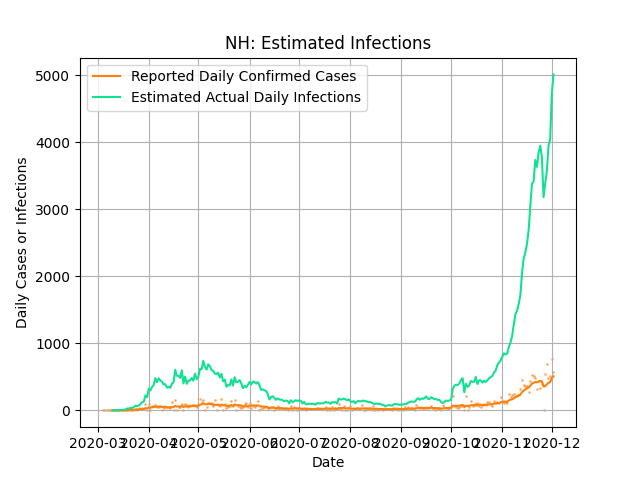 NH: Estimated Infections
Reported Daily Confirmed Cases
Estimated Actual Daily Infections
Daily Cases or Infections
5000
4000
3000
2000
1000
0
2020-03 2020-04 2020-05 2020-06 2020-07 2020-08 2020-09 2020-10 2020-11 2020-12
Date